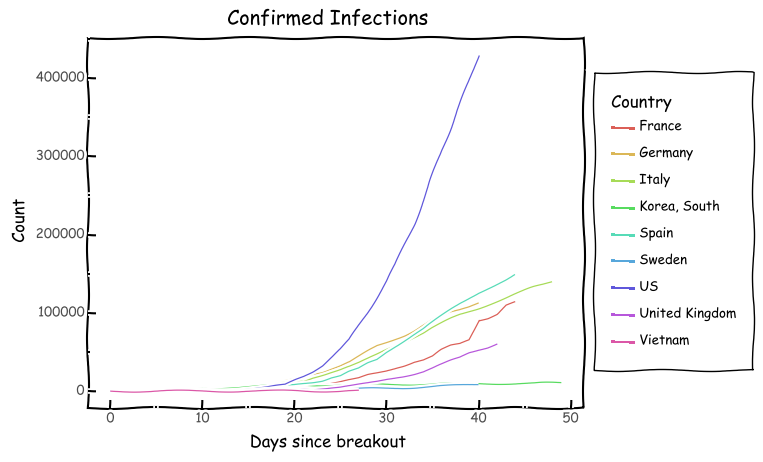 Confirmed Infections
400000
300000
200000
100000
0
Count
0 10 20 30 40 50
Days since breakout
Country
France
Germany
Italy
Korea, South
Spain
Sweden
US
United Kingdom
Vietnam